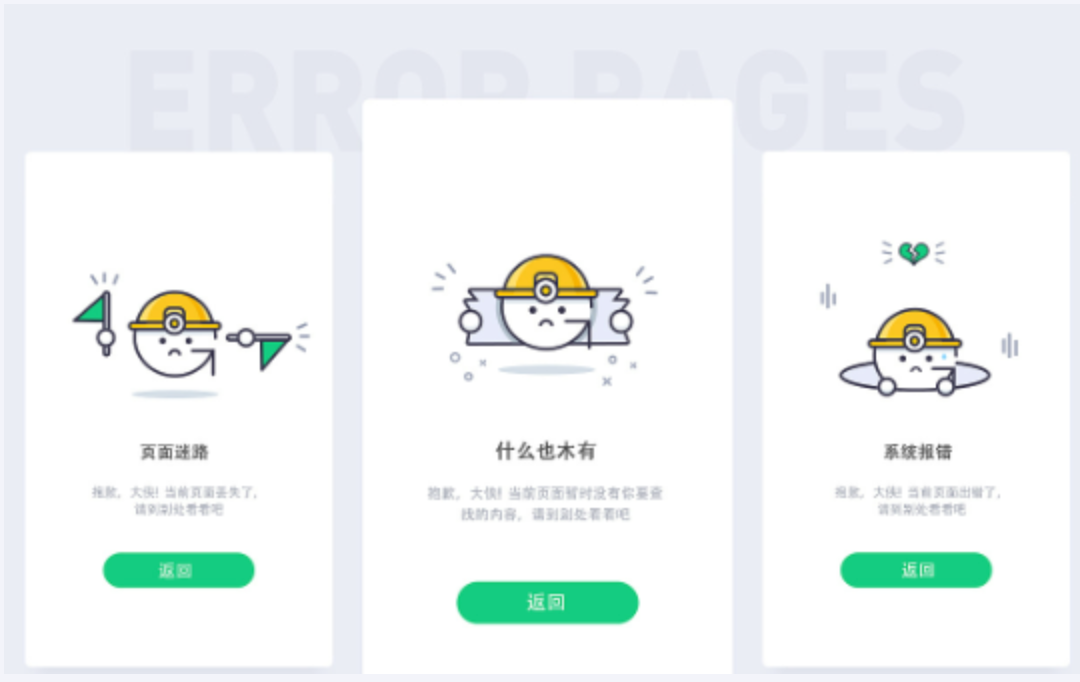 ERROR PAGES
页面迷路
抱歉，大侠! 当前页面丢失了，
请到别处看看吧
返回
什么也木有
抱歉，大侠! 当前页面暂时没有你要查
找的内容，请到别处看看吧
返回
系统报错
抱歉，大侠! 当前页面出错了，
请到别处看看吧
返回